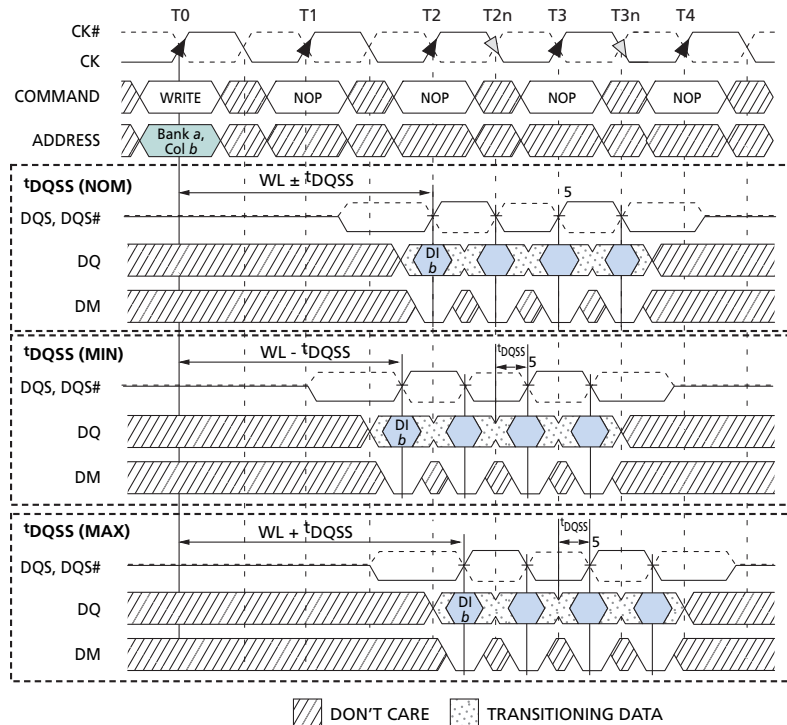 T0 T1 T2 T2n T3 T3n T4
CK#
CK
COMMAND WRITE NOP NOP NOP NOP
ADDRESS Bank a,
Col b
tDQSS (NOM) WL ± tDQSS 5
DQS, DQS#
DQ DI
b
DM
tDQSS (MIN) WL - tDQSS tDQSS 5
DQS, DQS#
DQ DI
b
DM
tDQSS (MAX) WL + tDQSS tDQSS 5
DQS, DQS#
DQ DI
b
DM
DON'T CARE TRANSITIONING DATA